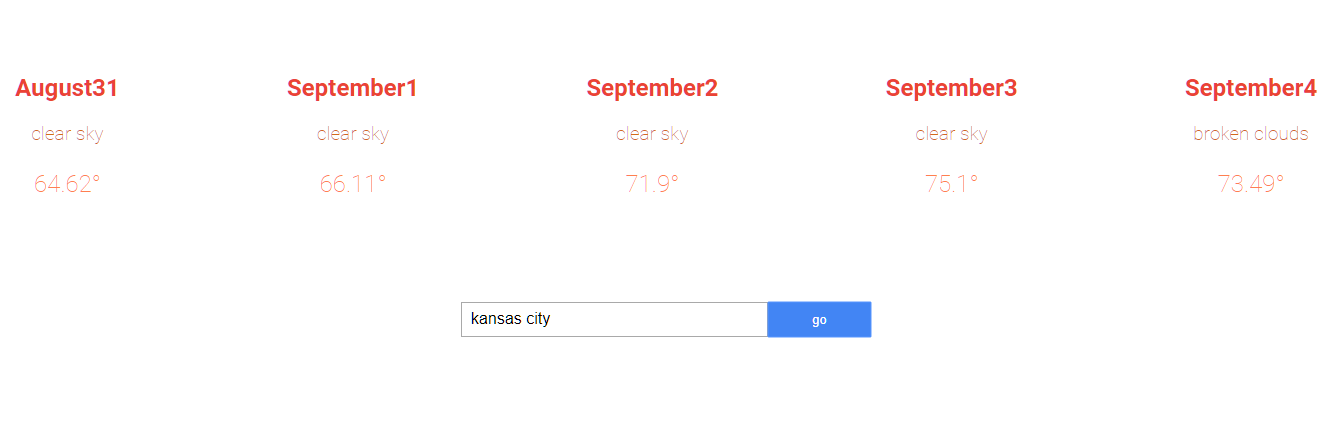 August31 September1 September2 September3 September4
clear sky clear sky clear sky clear sky broken clouds
64.62° 66.11° 71.9° 75.1° 73.49°
kansas city go